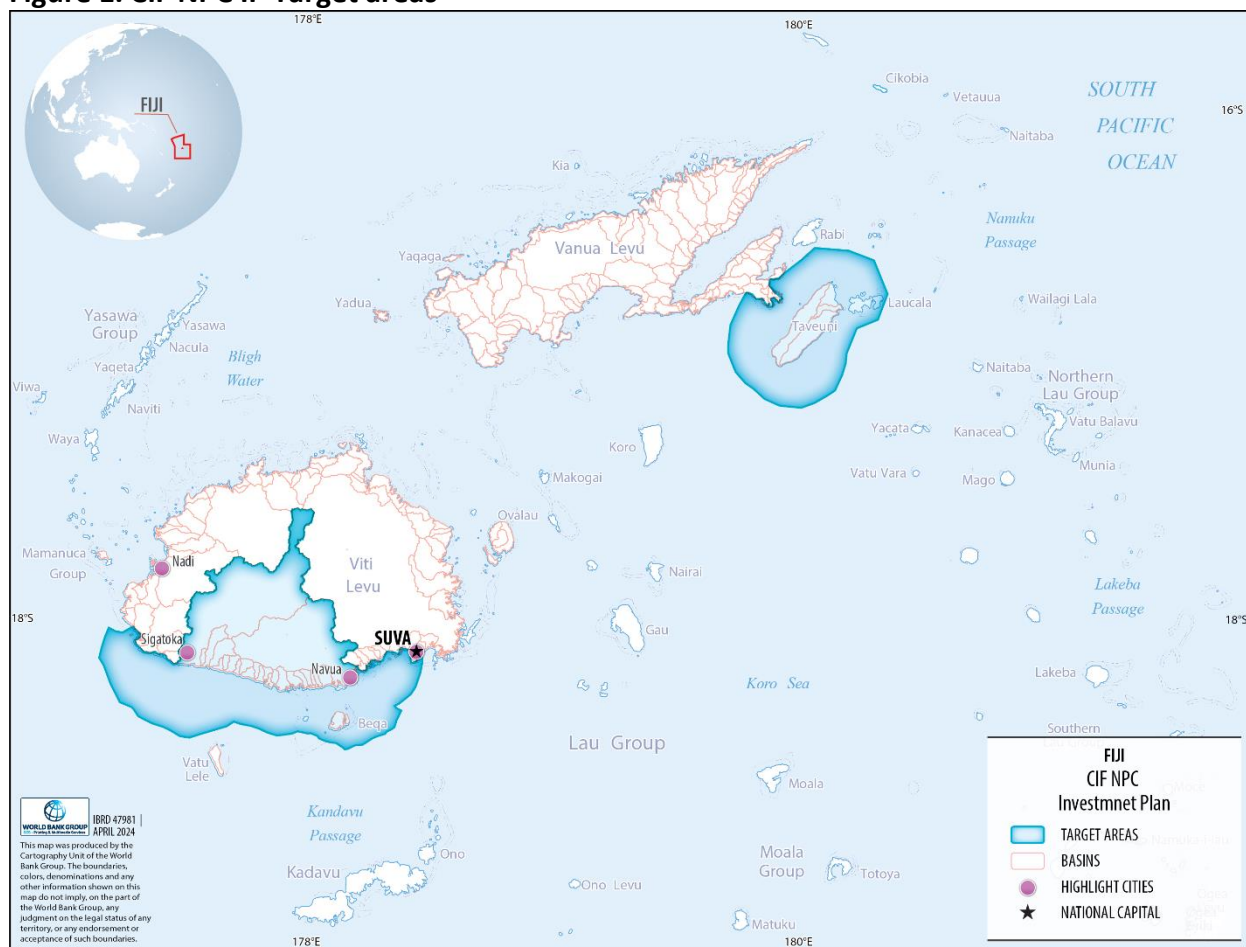 178°E
180°E
FIJI
Cikobia
Vetauua
SOUTH
PACIFIC
OCEAN
16°S
Naitaba
Kia
Nanuku
Passage
Rabi
Vanua Levu
Yaqaga
Yadua
Laucala
Wailagi Lala
Taveuni
Yasawa
Group
Yasawa
Nacula
Yaqeta
Bligh
Water
Viwa
Naviti
Waya
Naitaba
Northern
Lau Group
Vatu Balavu
Yacata
Kanacea
Munia
Koro
Makogai
Vatu Vara
Mago
Ovalau
Mamanuca
Group
Nadi
Viti
Levu
Nairai
Lakeba
Passage
18°S
18°S
Gau
Sigatoka
SUVA
Navua
Koro Sea
Lakeba
Beqa
Southern
Lau Group
Vatu
Lele
Moala
Kandavu
Passage
Ono
Kadavu
Moala
Group
Totoya
Ono Levu
Matuku
178°E
180°E
FIJI
CIF NPC
Investmnet Plan
TARGET AREAS
BASINS
HIGHLIGHT CITIES
NATIONAL CAPITAL
WORLD BANK GROUP
IBRD 47981 |
APRIL 2024
This map was produced by the
Cartography Unit of the World
Bank Group. The boundaries,
colors, denominations and any
other information shown on this
map do not imply, on the part of
the World Bank Group, any
judgment on the legal status of any
territory, or any endorsement or
acceptance of such boundaries.